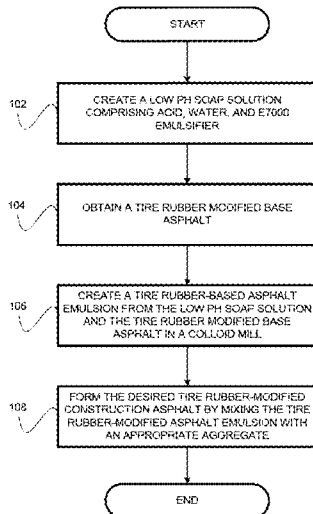 START
102
CREATE A LOW PH SOAP SOLUTION
COMPRISING ACID, WATER, AND E7000
EMULSIFIER
104
OBTAIN A TIRE RUBBER MODIFIED BASE
ASPHALT
106
CREATE A TIRE RUBBER-BASED ASPHALT
EMULSION FROM THE LOW PH SOAP SOLUTION
AND THE TIRE RUBBER MODIFIED BASE
ASPHALT IN A COLLOID MILL
108
FORM THE DESIRED TIRE RUBBER-MODIFIED
CONSTRUCTION ASPHALT BY MIXING THE TIRE
RUBBER-MODIFIED ASPHALT EMULSION WITH
AN APPROPRIATE AGGREGATE
END